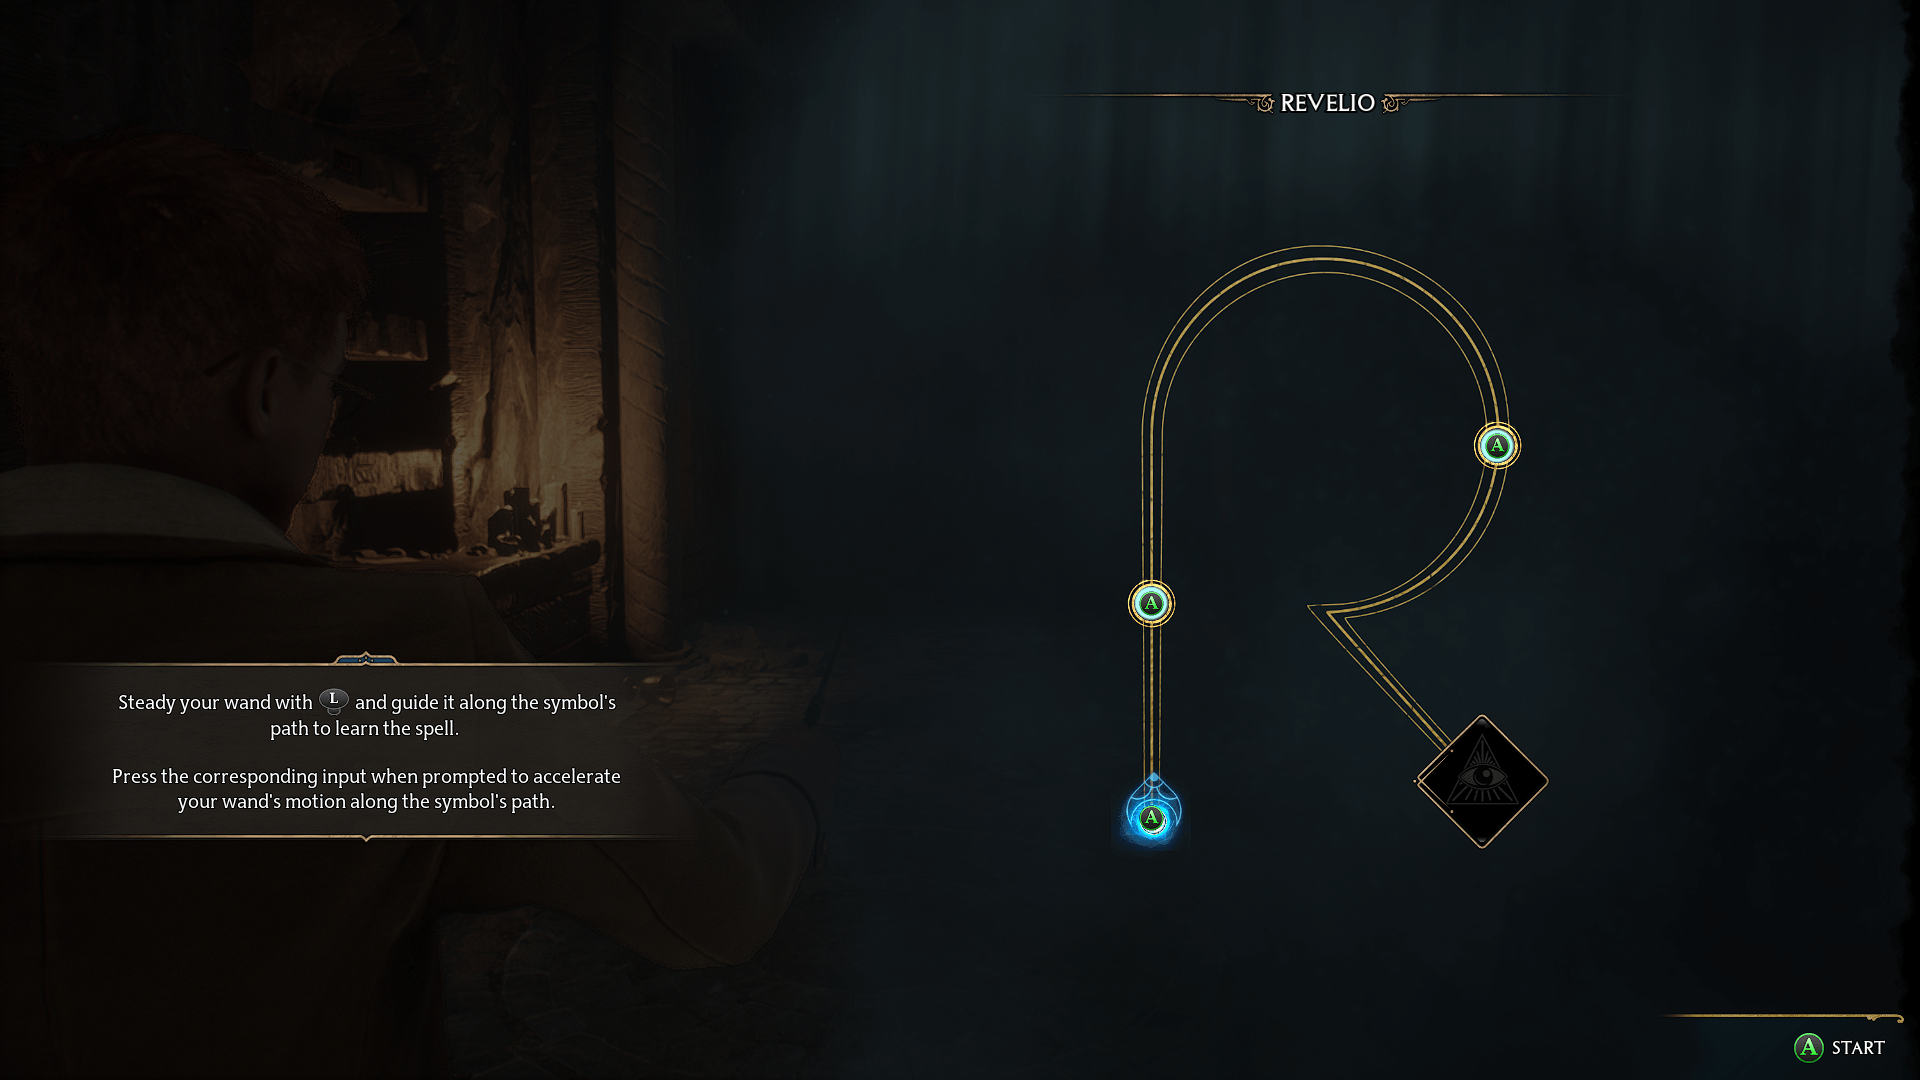 REVELIO
A
A
Steady your wand with L and guide it along the symbol's
path to learn the spell.
Press the corresponding input when prompted to accelerate
your wand's motion along the symbol's path.
A
A START